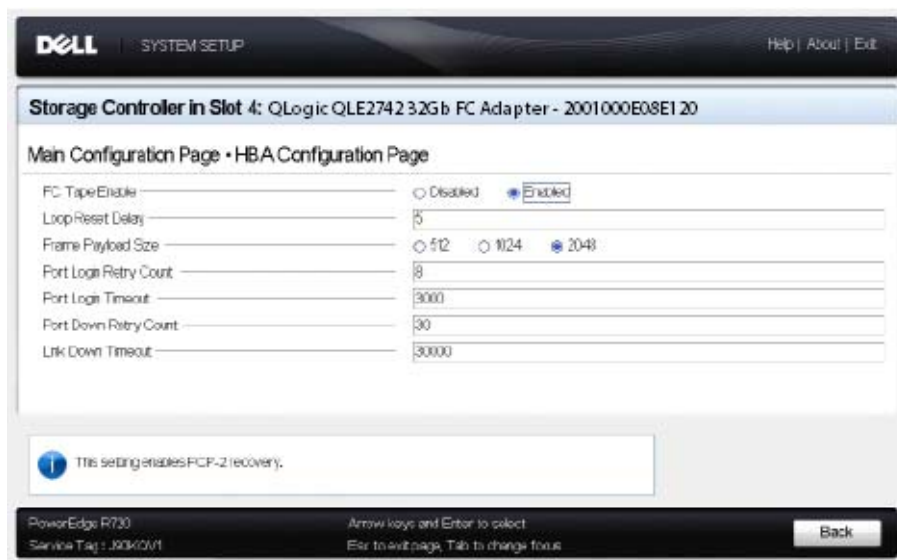 DELL SYSTEM SETUP Help | About | Exit
Storage Controller in Slot 4: QLogic QLE2742 32Gb FC Adapter - 2001000E08E120
Main Configuration Page • HBA Configuration Page
FC Tape Enable Disabled Enabled
Loop Reset Delay 5
Frame Payload Size 512 1024 2048
Port Login Retry Count 8
Port Login Timeout 3000
Port Down Retry Count 30
Link Down Timeout 30000
This setting enables FCP-2 recovery.
PowerEdge R730 Arrow keys and Enter to select
Service Tag : Esc to exit page, Tab to change focus Back